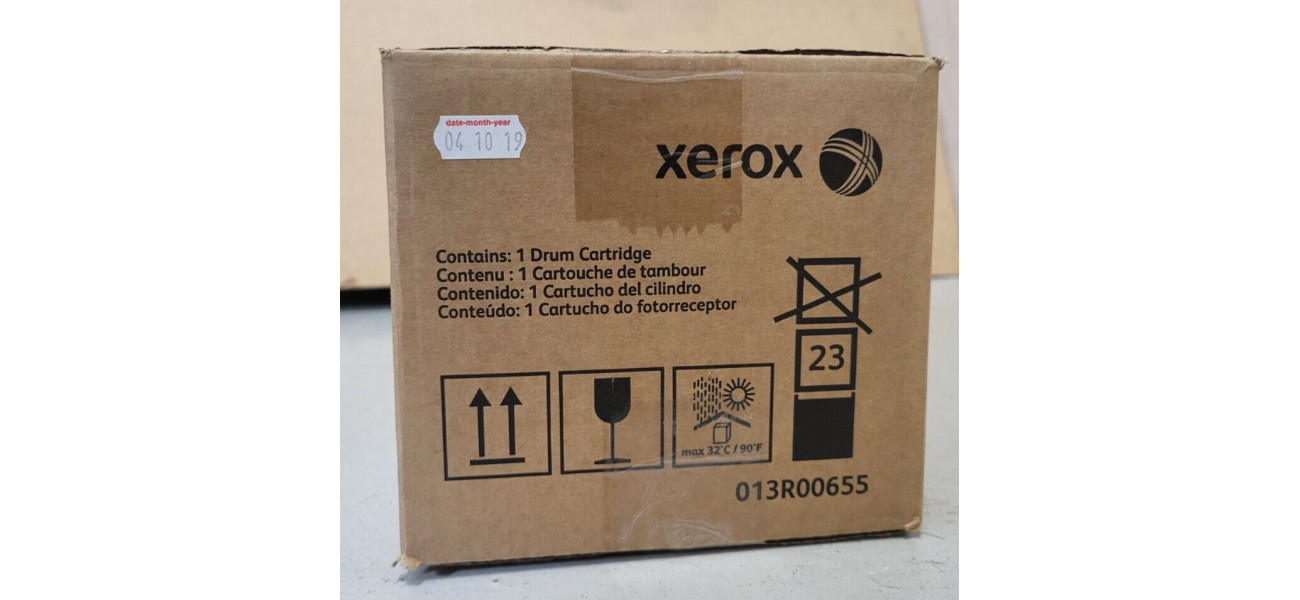 date-month-year
04 10 19
xerox
Contains: 1 Drum Cartridge
Contenu : 1 Cartouche de tambour
Contenido: 1 Cartucho del cilindro
Conteúdo: 1 Cartucho do fotorreceptor
23
max 32°C / 90°F
013R00655